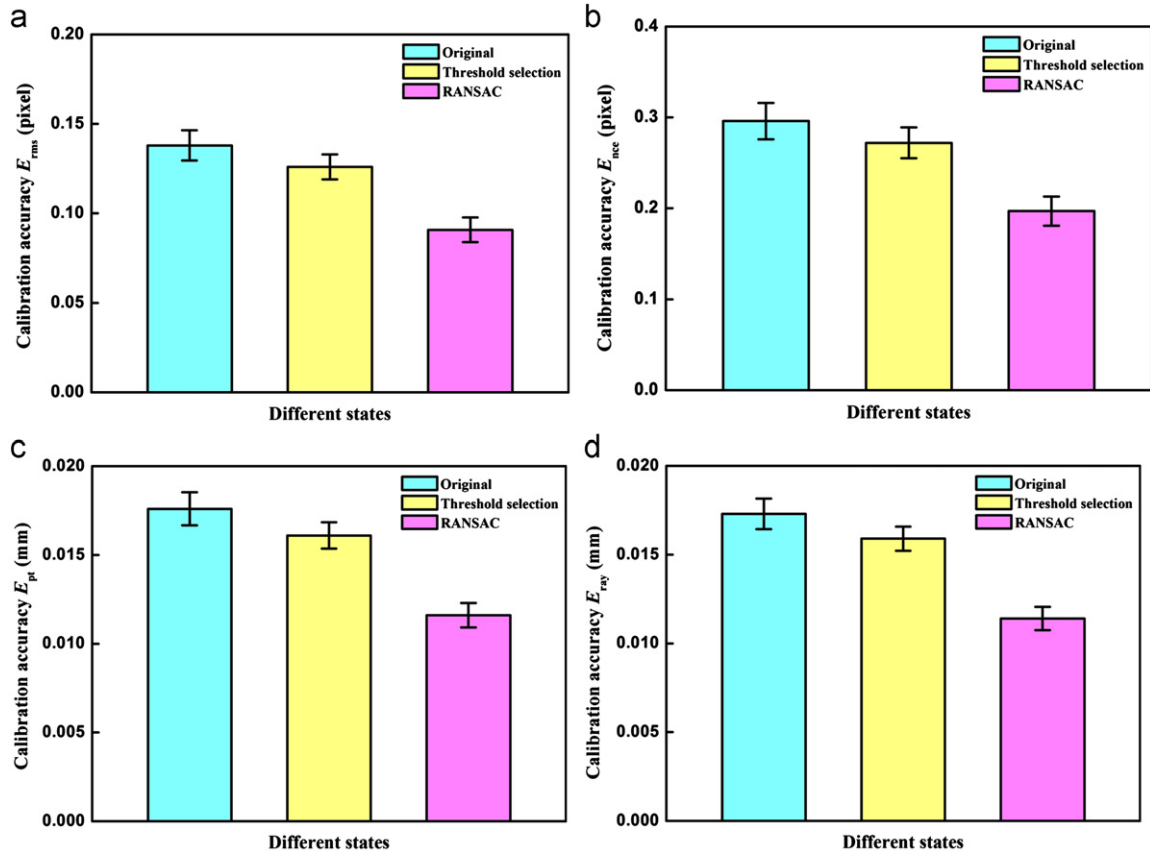 a
0.20
0.15
0.10
0.05
0.00
Calibration accuracy E_rms (pixel)
Original
Threshold selection
RANSAC
Different states
b
0.4
0.3
0.2
0.1
0.0
Calibration accuracy E_nce (pixel)
Original
Threshold selection
RANSAC
Different states
c
0.020
0.015
0.010
0.005
0.000
Calibration accuracy E_pt (mm)
Original
Threshold selection
RANSAC
Different states
d
0.020
0.015
0.010
0.005
0.000
Calibration accuracy E_ray (mm)
Original
Threshold selection
RANSAC
Different states